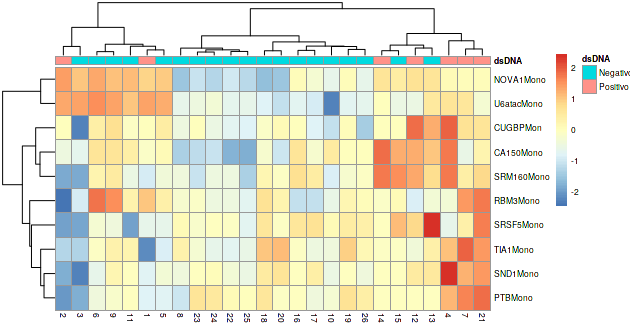 dsDNA
dsDNA
Negativo
Positivo
2
1
0
-1
-2
NOVA1Mono
U6atacMono
CUGBPMon
CA150Mono
SRM160Mono
RBM3Mono
SRSF5Mono
TIA1Mono
SND1Mono
PTBMono
2 3 6 9 11 1 5 8 23 24 22 25 18 20 16 17 10 19 26 14 15 12 13 4 7 21